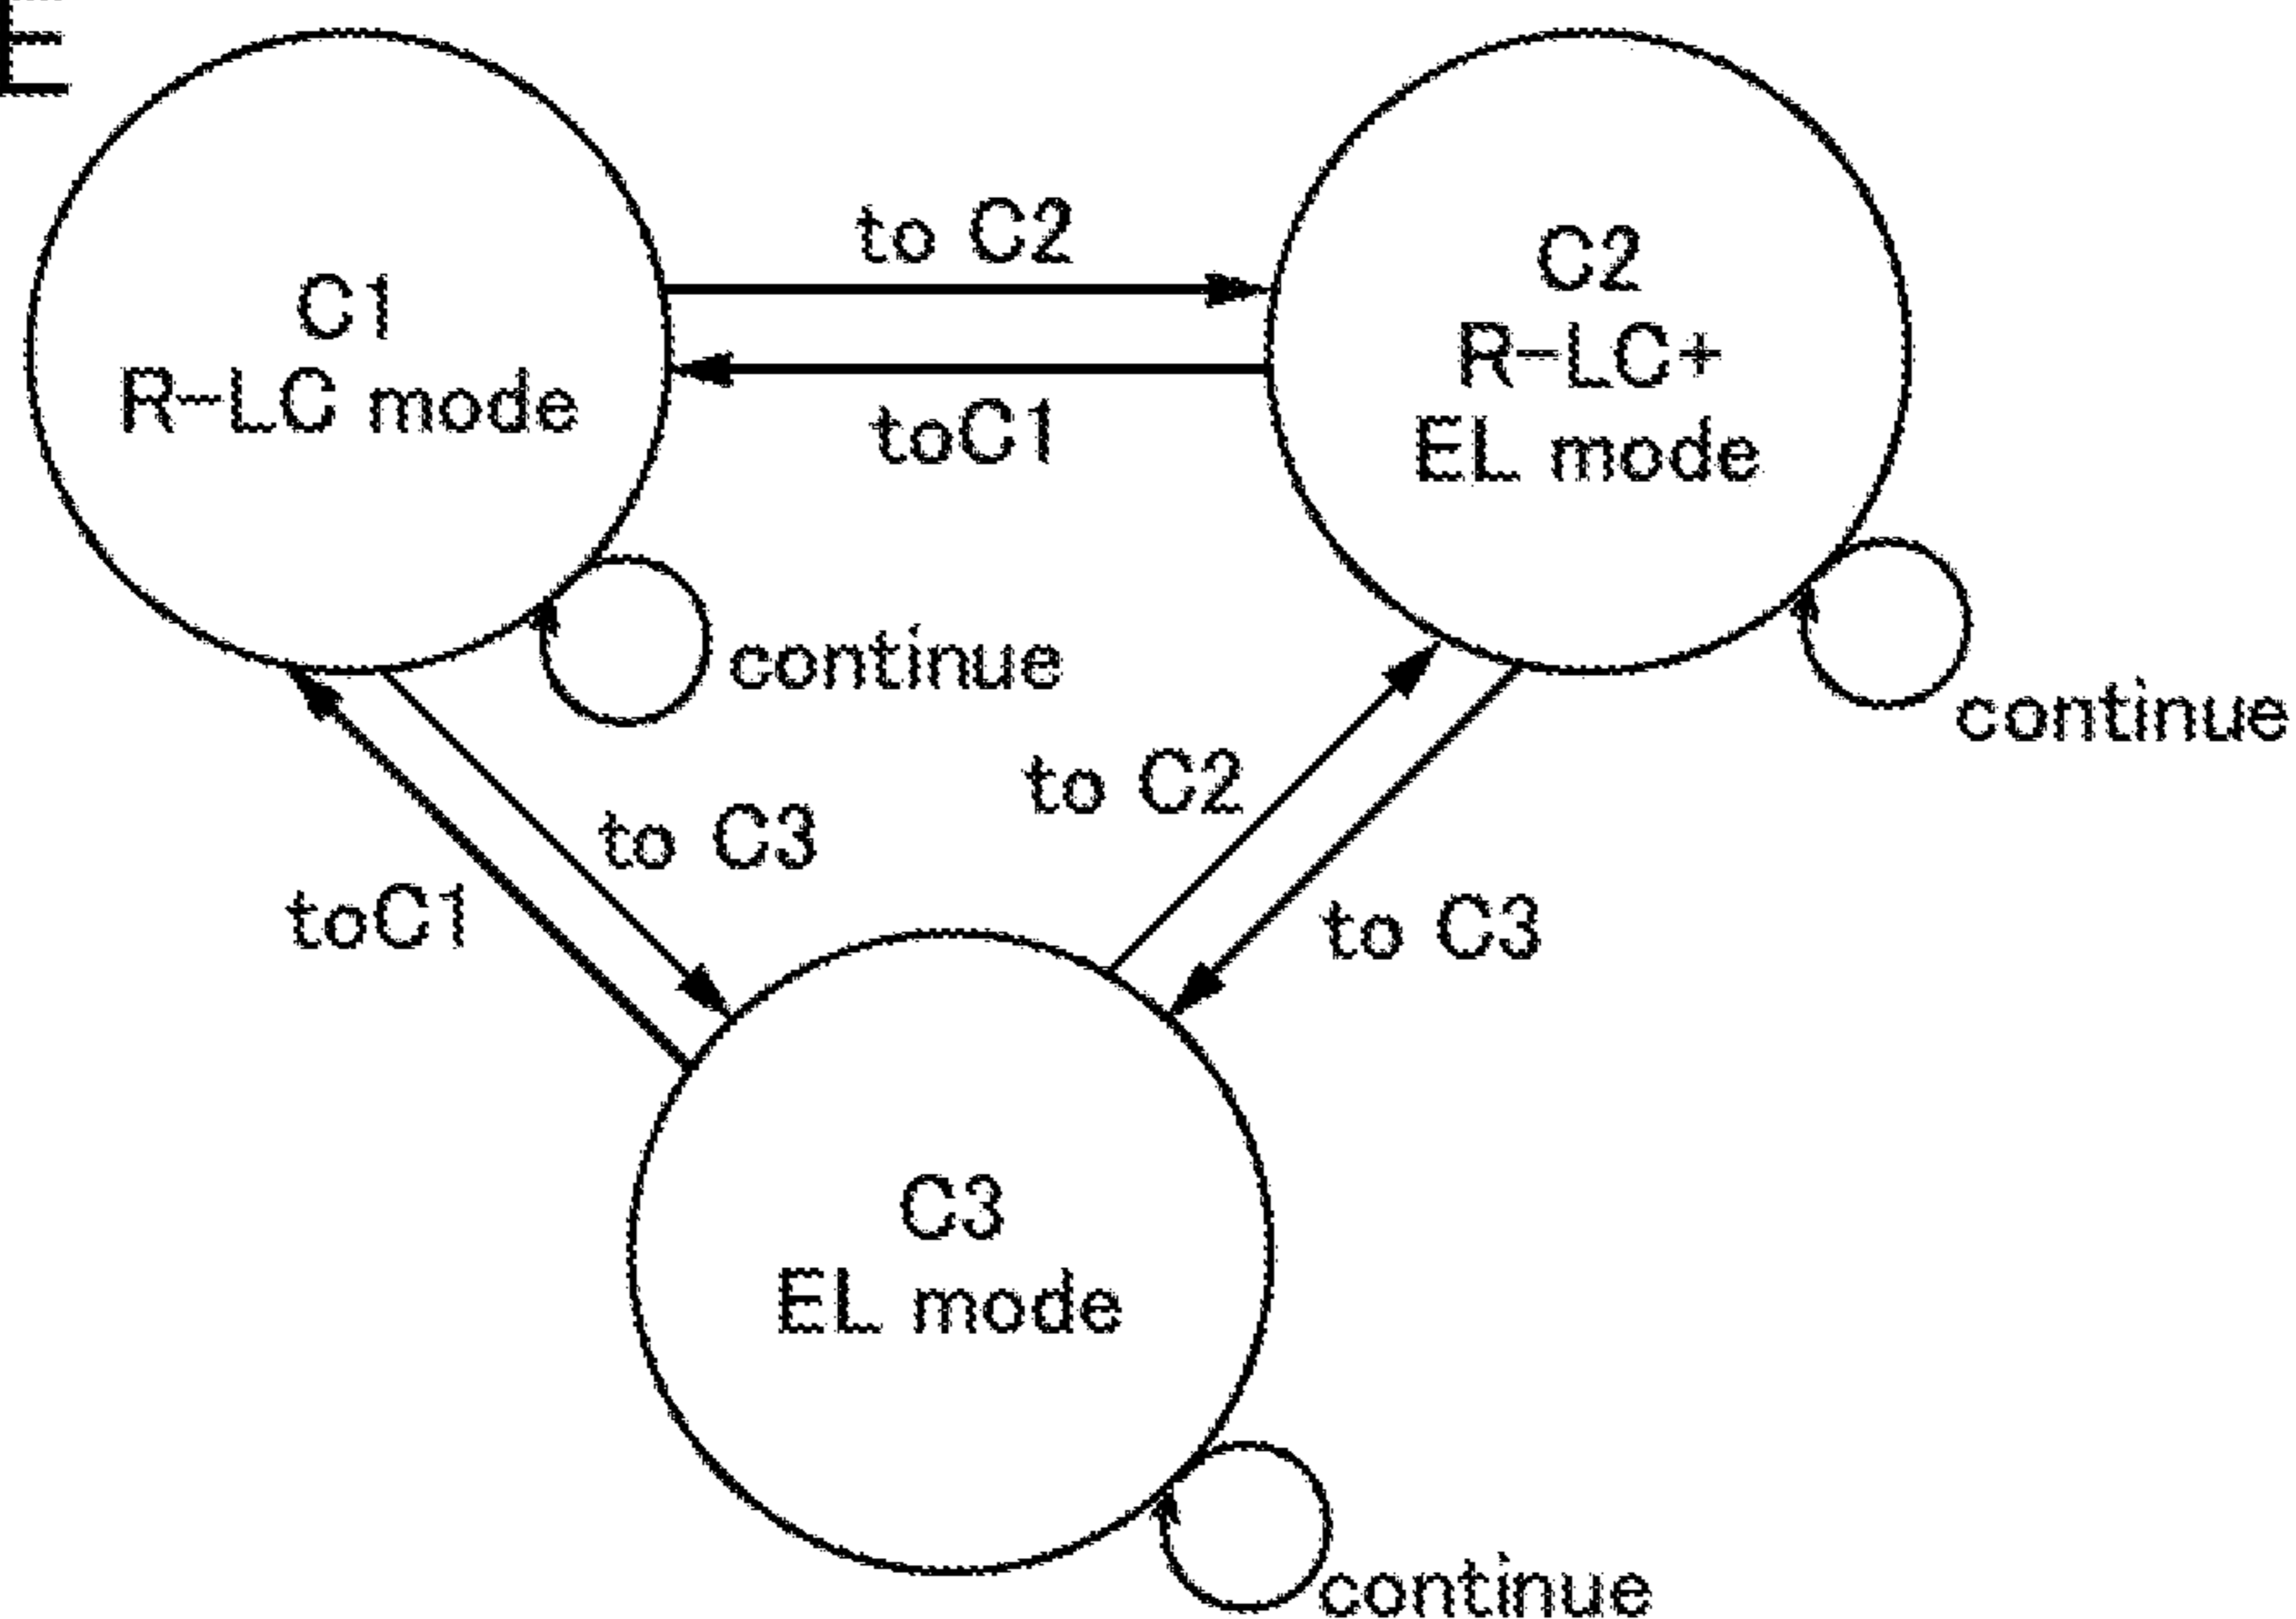 to C2
C1
R-LC mode
C2
R-LC+
EL mode
toC1
continue
continue
to C2
to C3
toC1
to C3
C3
EL mode
continue